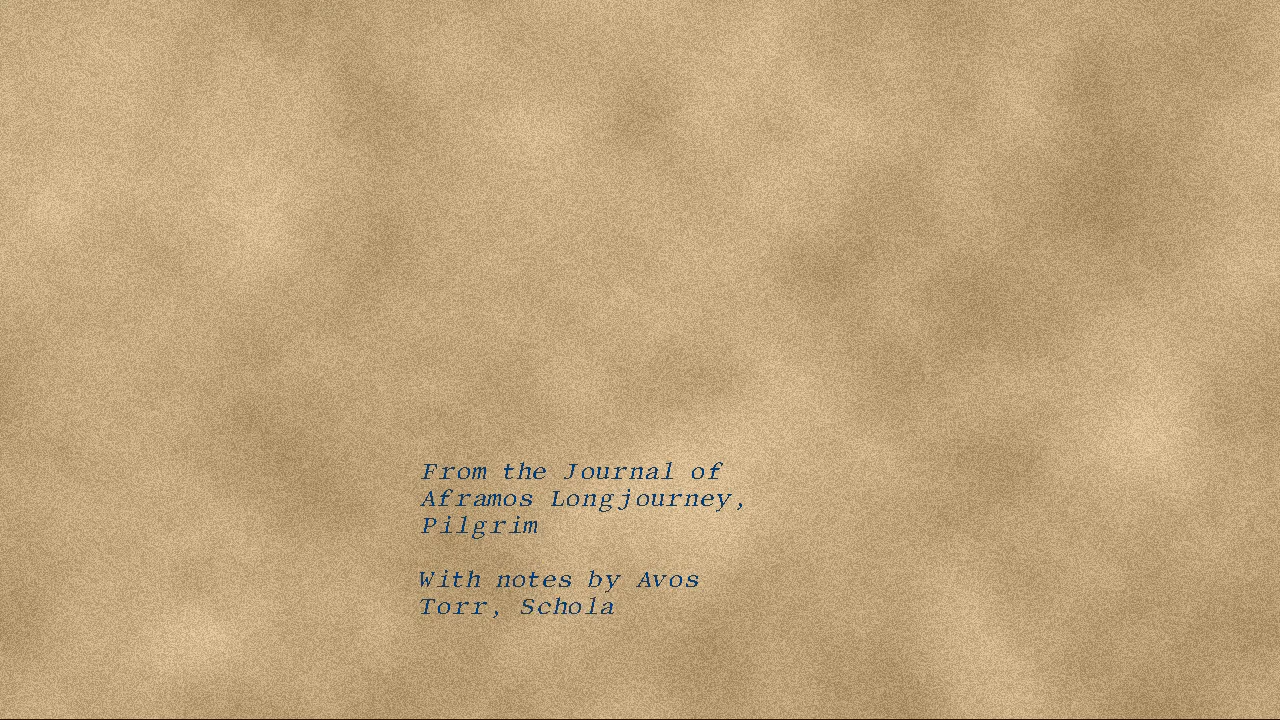 From the Journal of
Aframos Longjourney,
Pilgrim
With notes by Avos
Torr, Schola